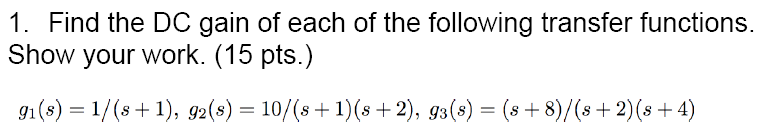 1. Find the DC gain of each of the following transfer functions.
Show your work. (15 pts.)
g₁(s) = 1/(s + 1), g₂(s) = 10/(s + 1)(s + 2), g₃(s) = (s + 8)/(s + 2)(s + 4)